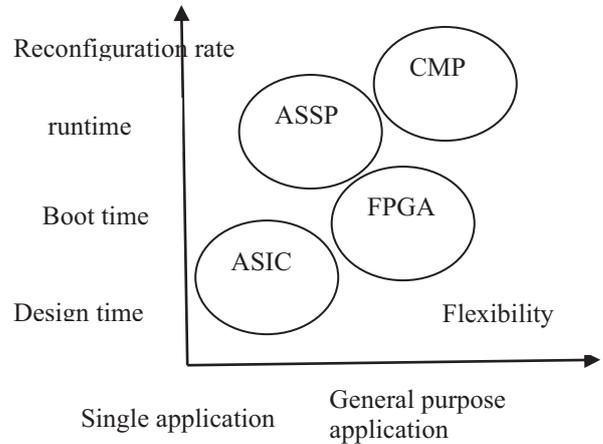 Reconfiguration rate
CMP
ASSP
runtime
FPGA
Boot time
ASIC
Design time
Flexibility
Single application
General purpose
application